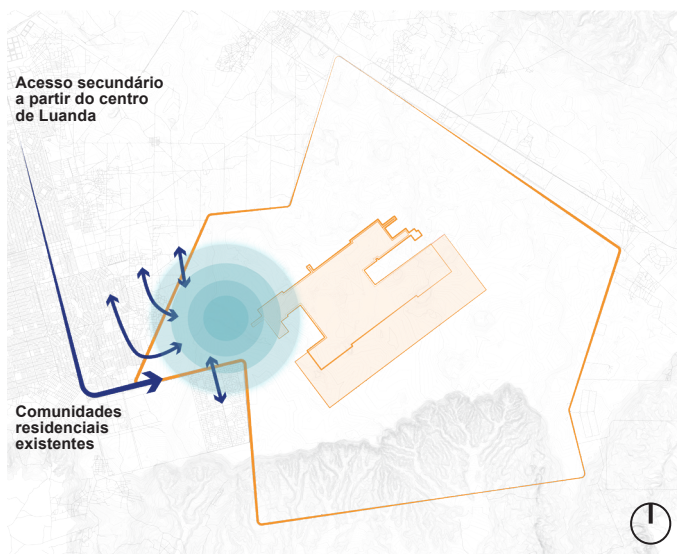 Acesso secundário
a partir do centro
de Luanda
Comunidades
residenciais
existentes